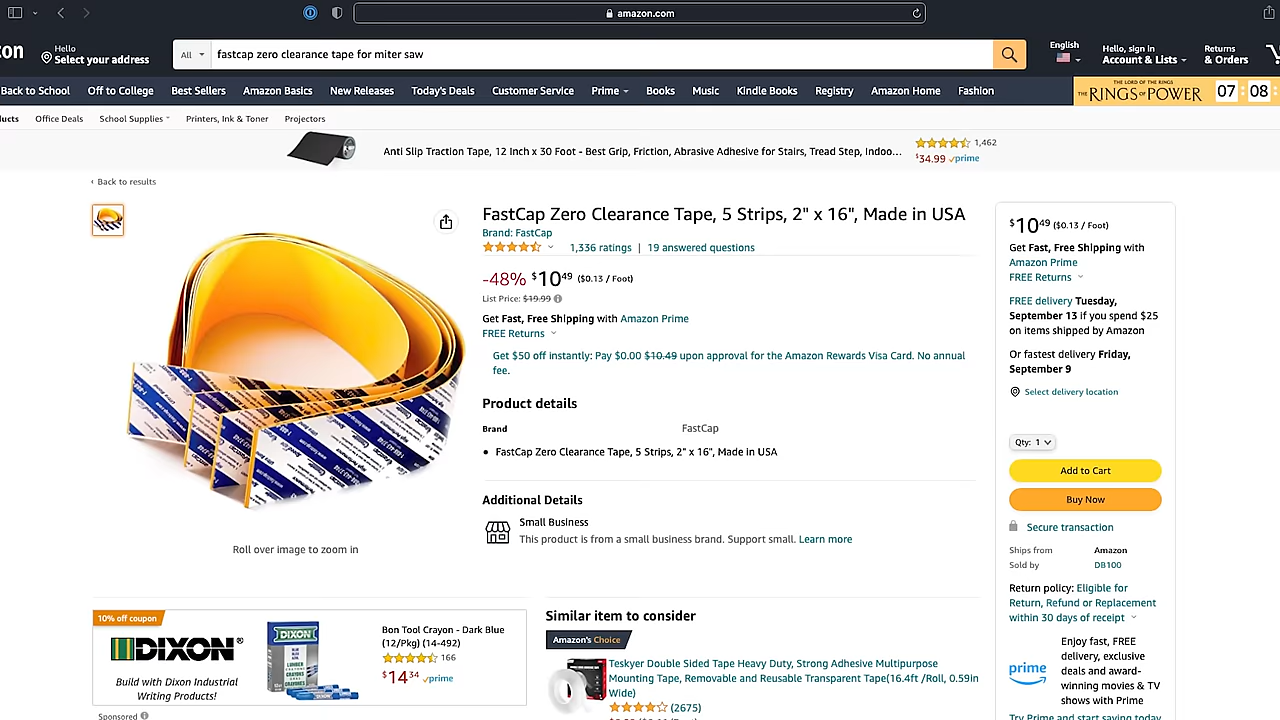 amazon.com
Hello
Select your address
All
fastcap zero clearance tape for miter saw
English
Hello, sign in
Account & Lists
Returns
& Orders
Back to School
Off to College
Best Sellers
Amazon Basics
New Releases
Today's Deals
Customer Service
Prime
Books
Music
Kindle Books
Registry
Amazon Home
Fashion
THE LORD OF THE RINGS
THE RINGS OF POWER
07 : 08 :
Office Deals
School Supplies
Printers, Ink & Toner
Projectors
Anti Slip Traction Tape, 12 Inch x 30 Foot - Best Grip, Friction, Abrasive Adhesive for Stairs, Tread Step, Indoo...
1,462
$34.99 prime
‹ Back to results
FastCap Zero Clearance Tape, 5 Strips, 2" x 16", Made in USA
Brand: FastCap
1,336 ratings | 19 answered questions
-48% $10 49 ($0.13 / Foot)
List Price: $19.99
Get Fast, Free Shipping with Amazon Prime
FREE Returns
Get $50 off instantly: Pay $0.00 $10.49 upon approval for the Amazon Rewards Visa Card. No annual
fee.
Product details
Brand FastCap
• FastCap Zero Clearance Tape, 5 Strips, 2" x 16", Made in USA
Additional Details
Small Business
This product is from a small business brand. Support small. Learn more
Roll over image to zoom in
$10 49 ($0.13 / Foot)
Get Fast, Free Shipping with
Amazon Prime
FREE Returns
FREE delivery Tuesday,
September 13 if you spend $25
on items shipped by Amazon
Or fastest delivery Friday,
September 9
Select delivery location
Qty: 1
Add to Cart
Buy Now
Secure transaction
Ships from Amazon
Sold by DB100
Return policy: Eligible for
Return, Refund or Replacement
within 30 days of receipt
prime
Enjoy fast, FREE
delivery, exclusive
deals and award-
winning movies & TV
shows with Prime
Try Prime and start saving today
10% off coupon
DIXON®
Build with Dixon Industrial
Writing Products!
DIXON
LUMBER
CRAYONS
Bon Tool Crayon - Dark Blue
(12/Pkg) (14-492)
166
$14 34 prime
Sponsored
Similar item to consider
Amazon's Choice
Teskyer Double Sided Tape Heavy Duty, Strong Adhesive Multipurpose
Mounting Tape, Removable and Reusable Transparent Tape(16.4ft /Roll, 0.59in
Wide)
(2675)